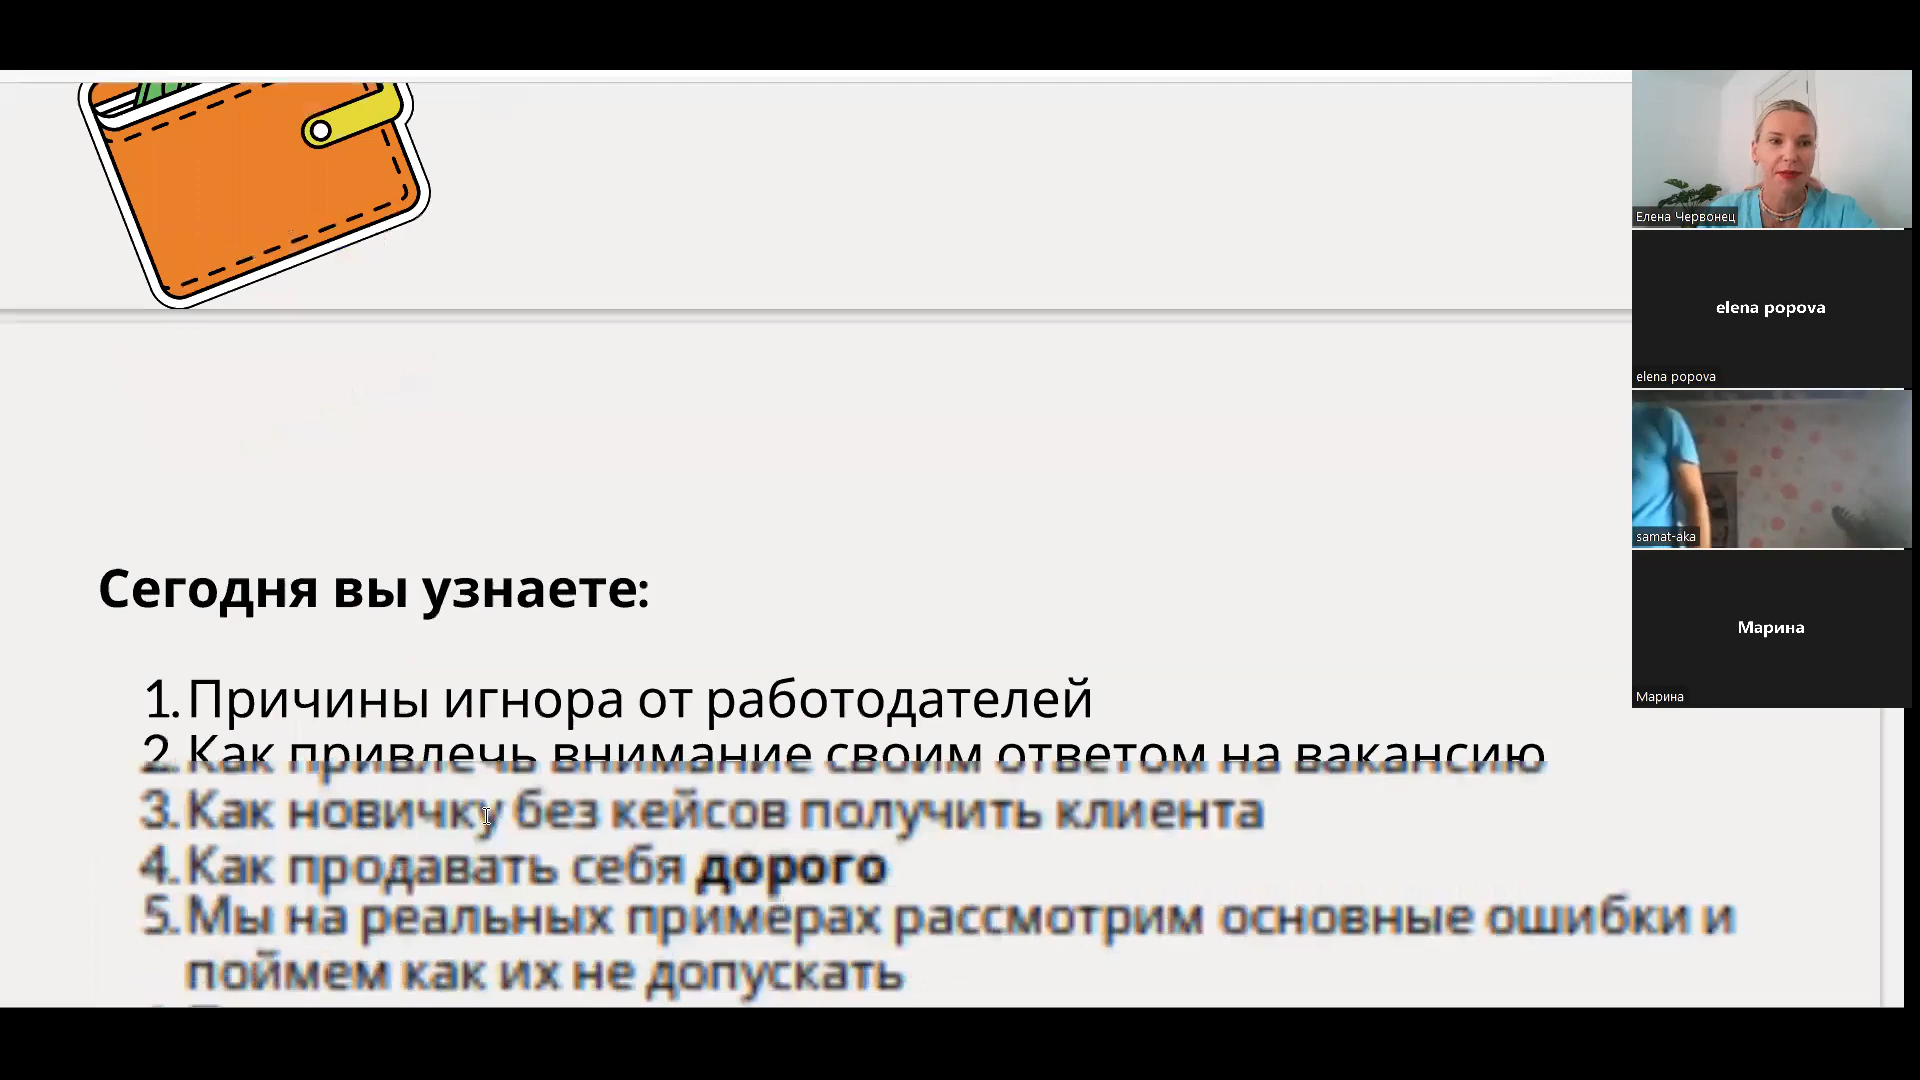 Сегодня вы узнаете:
1. Причины игнора от работодателей
2. Как привлечь внимание своим ответом на вакансию
3. Как новичку без кейсов получить клиента
4. Как продавать себя дорого
5. Мы на реальных примерах рассмотрим основные ошибки и
поймем как их не допускать
Елена Червонец
elena popova
elena popova
samat-aka
Марина
Марина